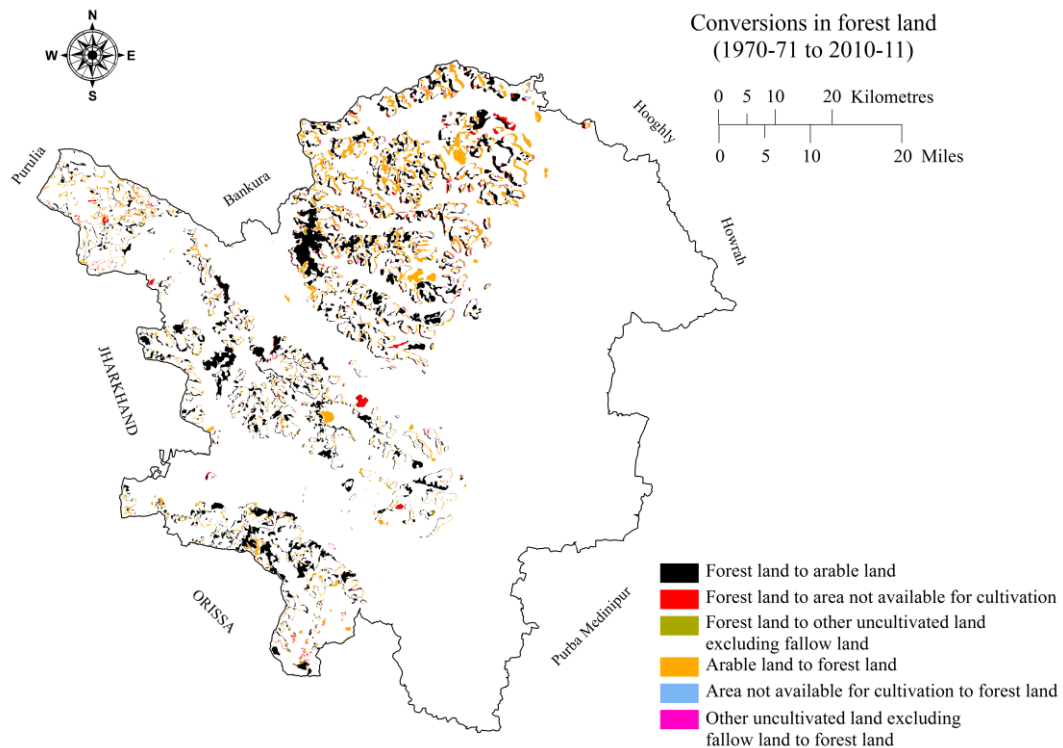 Conversions in forest land
(1970-71 to 2010-11)
N
W E
S
0 5 10 20 Kilometres
0 5 10 20 Miles
Hooghly
Purulia
Bankura
Howrah
JHARKHAND
ORISSA
Purba Medinipur
Forest land to arable land
Forest land to area not available for cultivation
Forest land to other uncultivated land
excluding fallow land
Arable land to forest land
Area not available for cultivation to forest land
Other uncultivated land excluding
fallow land to forest land